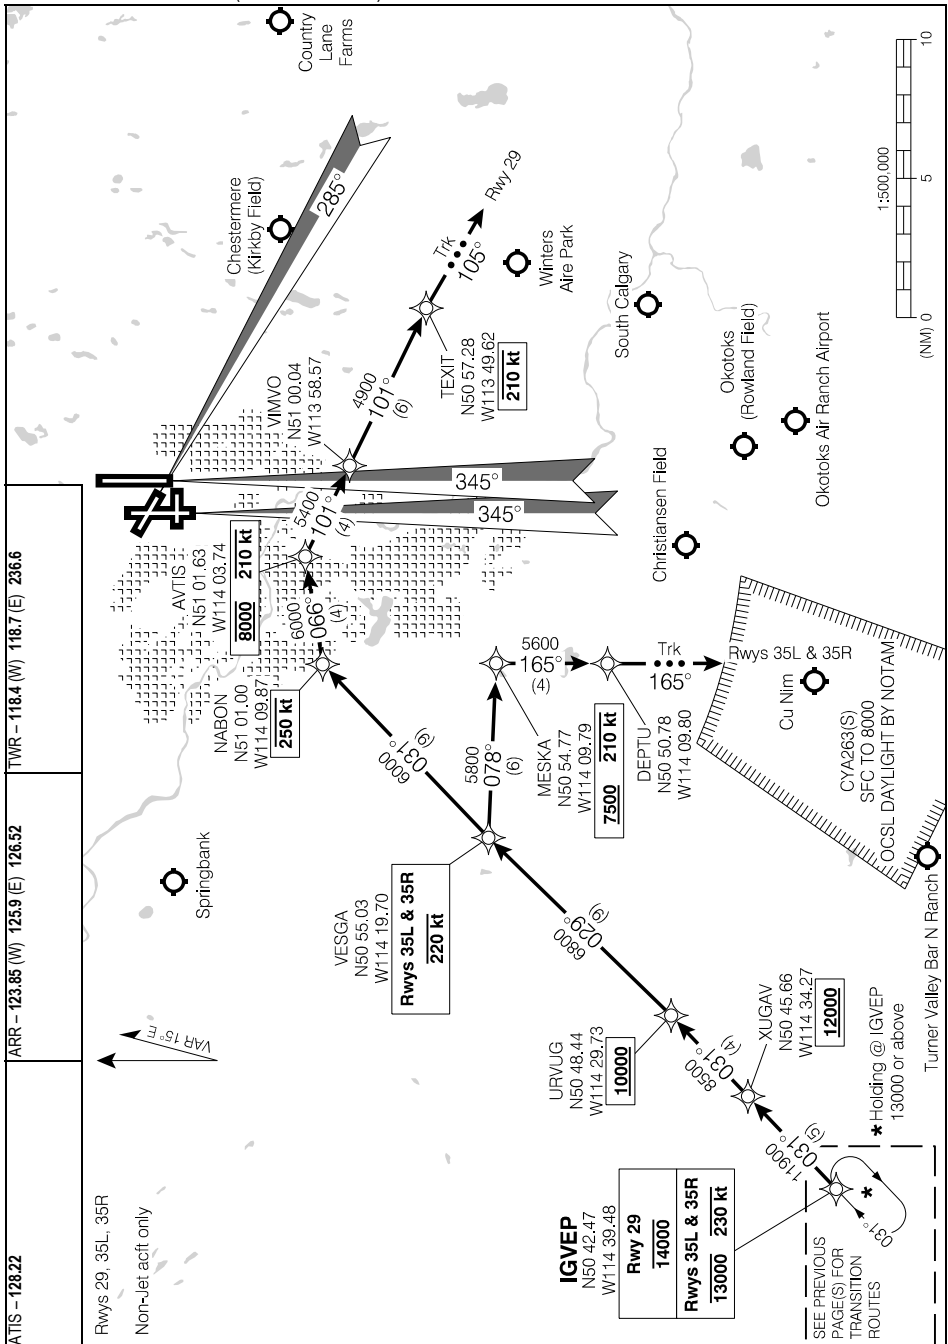 ATIS – 128.22
ARR – 123.85 (W) 125.9 (E) 126.52
TWR – 118.4 (W) 118.7 (E) 236.6
Rwys 29, 35L, 35R
Non-Jet acft only
VAR 15° E
Springbank
Country
Lane
Farms
Chestermere
(Kirkby Field)
285°
345°
345°
AVTIS
N51 01.63
W114 03.74
8000 210 kt
VIMVO
N51 00.04
W113 58.57
NABON
N51 01.00
W114 09.87
250 kt
6000
066°
(4)
5400
101°
(4)
4900
101°
(6)
TEXIT
N50 57.28
W113 49.62
210 kt
Trk
105°
Rwy 29
Winters
Aire Park
South Calgary
Okotoks
(Rowland Field)
Okotoks Air Ranch Airport
Christiansen Field
6000
031°
(9)
VESGA
N50 55.03
W114 19.70
Rwys 35L & 35R
220 kt
5800
078°
(6)
MESKA
N50 54.77
W114 09.79
7500 210 kt
5600
165°
(4)
DEPTU
N50 50.78
W114 09.80
Trk
165°
Rwys 35L & 35R
Cu Nim
CYA263(S)
SFC TO 8000
OCSL DAYLIGHT BY NOTAM
Turner Valley Bar N Ranch
6800
029°
(9)
URVUG
N50 48.44
W114 29.73
10000
8500
031°
(4)
XUGAV
N50 45.66
W114 34.27
12000
11900
031°
(5)
IGVEP
N50 42.47
W114 39.48
Rwy 29
14000
Rwys 35L & 35R
13000 230 kt
031°
*
* Holding @ IGVEP
13000 or above
SEE PREVIOUS
PAGE(S) FOR
TRANSITION
ROUTES
1:500,000
(NM) 0 5 10